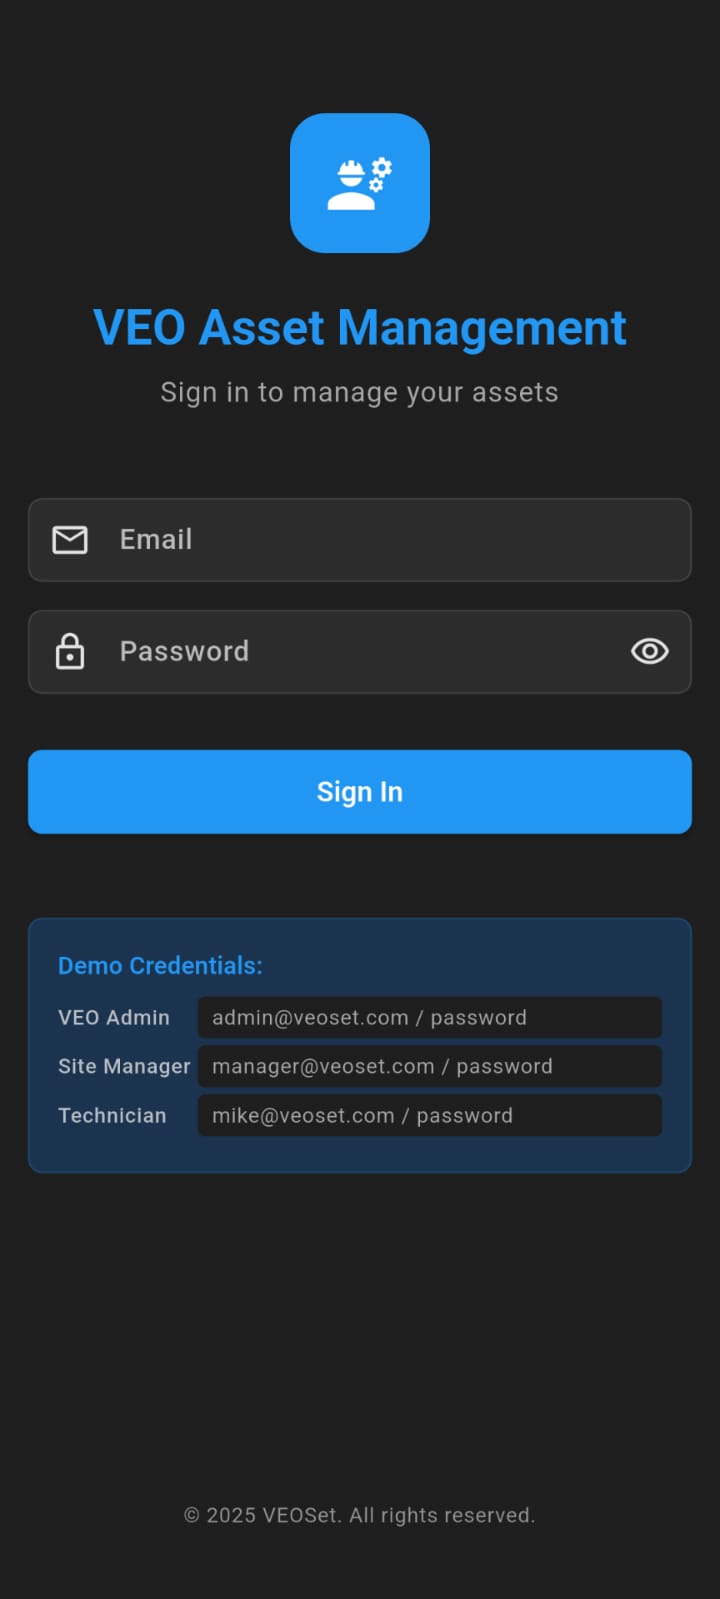 VEO Asset Management
Sign in to manage your assets
Email
Password
Sign In
Demo Credentials:
VEO Admin admin@veoset.com / password
Site Manager manager@veoset.com / password
Technician mike@veoset.com / password
© 2025 VEOSet. All rights reserved.